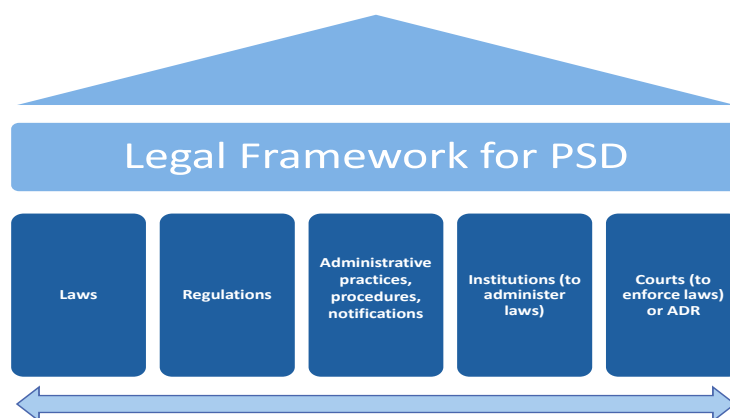 Legal Framework for PSD
Laws
Regulations
Administrative
practices,
procedures,
notifications
Institutions (to
administer
laws)
Courts (to
enforce laws)
or ADR